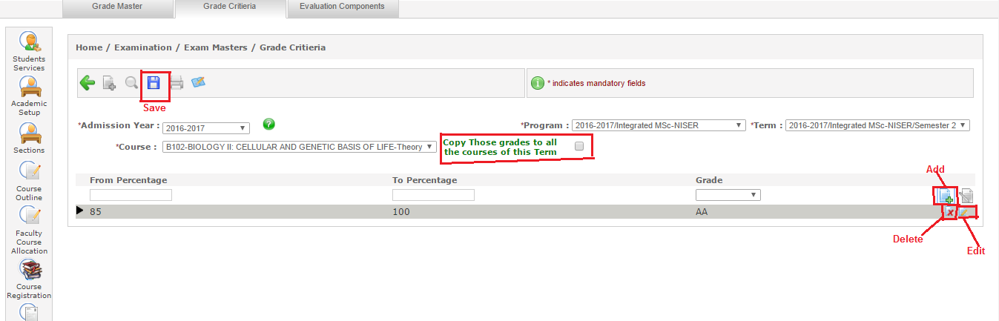 Grade Master
Grade Critieria
Evaluation Components
Students
Services
Academic
Setup
Sections
Course
Outline
Faculty
Course
Allocation
Course
Registration
Home / Examination / Exam Masters / Grade Critieria
Save
* indicates mandatory fields
*Admission Year : 2016-2017
*Program : 2016-2017/Integrated MSc-NISER
*Term : 2016-2017/Integrated MSc-NISER/Semester 2
*Course : B102-BIOLOGY II: CELLULAR AND GENETIC BASIS OF LIFE-Theory
Copy Those grades to all
the courses of this Term
Add
From Percentage To Percentage Grade
85 100 AA
Delete
Edit